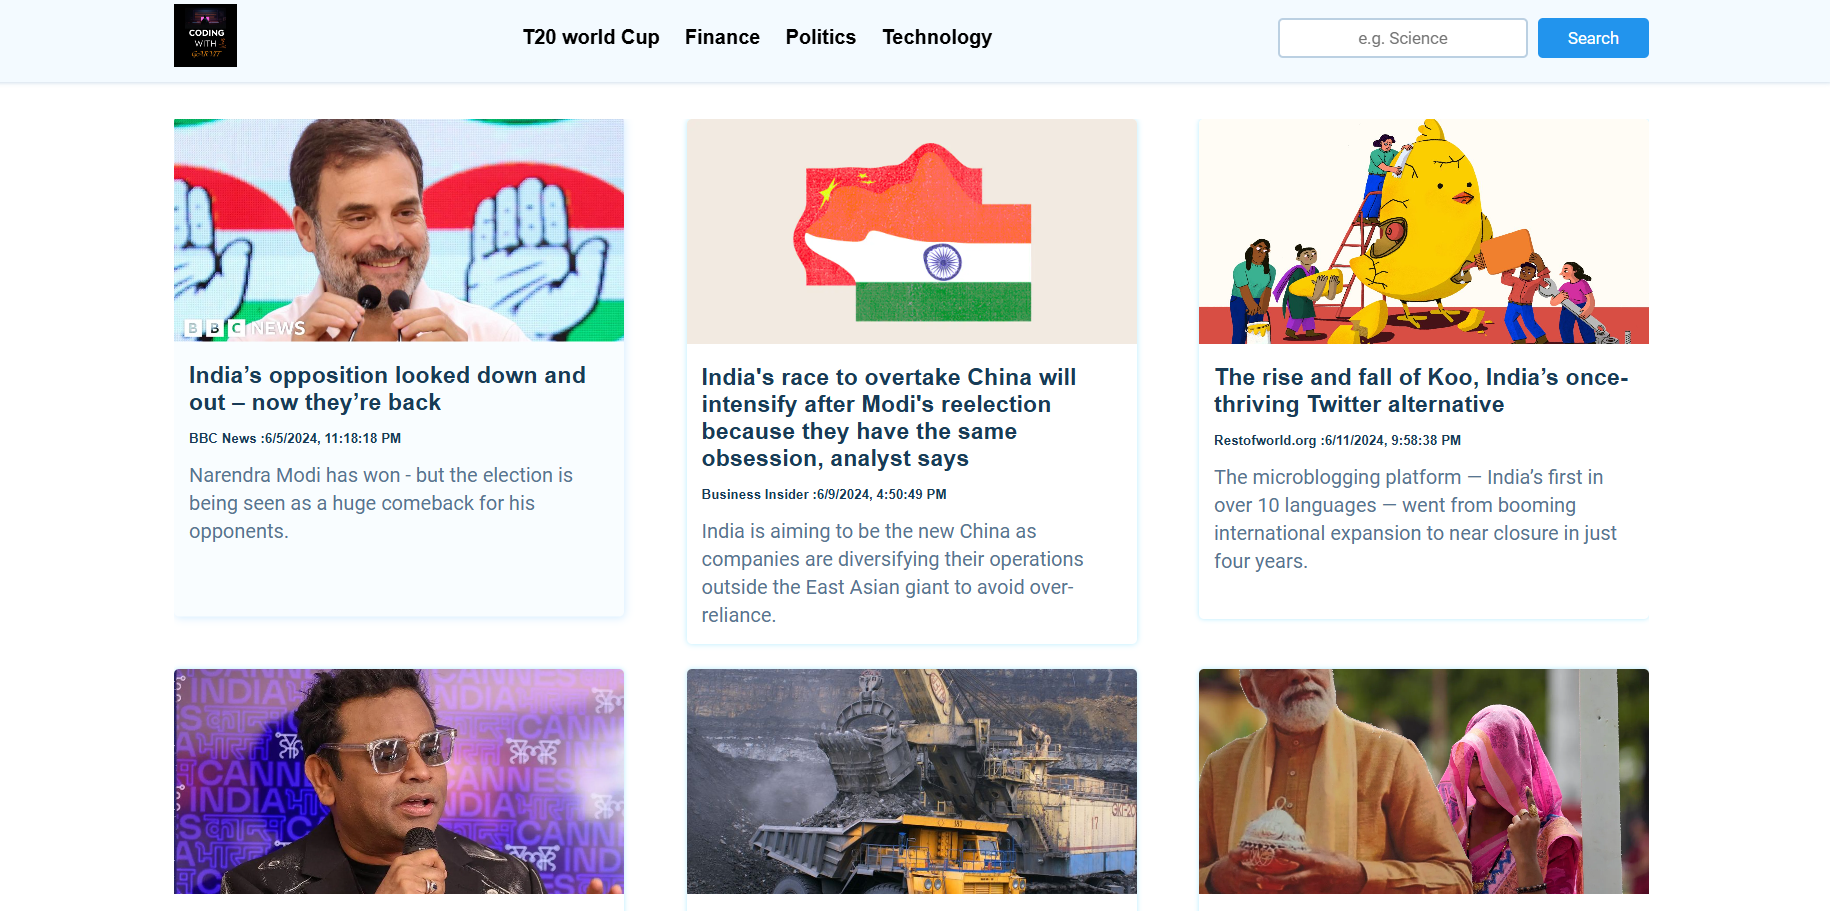 CODING
WITH
T20 world Cup Finance Politics Technology
e.g. Science
Search
BBC NEWS
India’s opposition looked down and
out – now they’re back
BBC News :6/5/2024, 11:18:18 PM
Narendra Modi has won - but the election is
being seen as a huge comeback for his
opponents.
India's race to overtake China will
intensify after Modi's reelection
because they have the same
obsession, analyst says
Business Insider :6/9/2024, 4:50:49 PM
India is aiming to be the new China as
companies are diversifying their operations
outside the East Asian giant to avoid over-
reliance.
The rise and fall of Koo, India’s once-
thriving Twitter alternative
Restofworld.org :6/11/2024, 9:58:38 PM
The microblogging platform — India’s first in
over 10 languages — went from booming
international expansion to near closure in just
four years.
CANNES
INDIA
CANNES
CANNES
INDIA
17